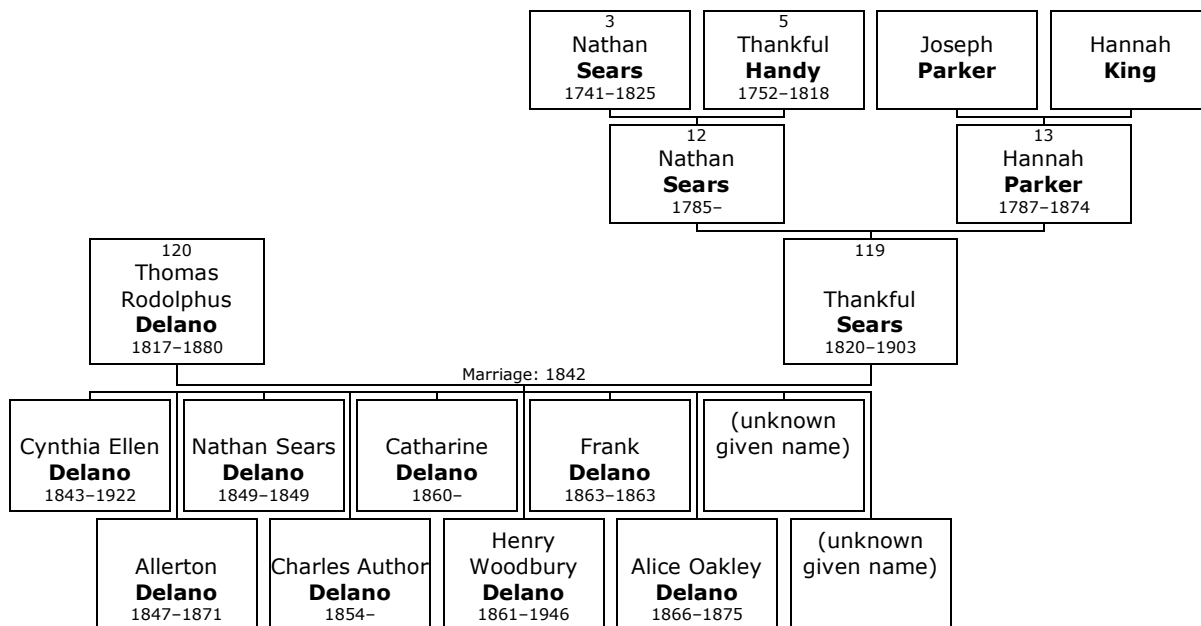 3
Nathan
Sears
1741–1825
5
Thankful
Handy
1752–1818
Joseph
Parker
Hannah
King
12
Nathan
Sears
1785–
13
Hannah
Parker
1787–1874
120
Thomas
Rodolphus
Delano
1817–1880
119
Thankful
Sears
1820–1903
Marriage: 1842
Cynthia Ellen
Delano
1843–1922
Nathan Sears
Delano
1849–1849
Catharine
Delano
1860–
Frank
Delano
1863–1863
(unknown
given name)
Allerton
Delano
1847–1871
Charles Author
Delano
1854–
Henry
Woodbury
Delano
1861–1946
Alice Oakley
Delano
1866–1875
(unknown
given name)